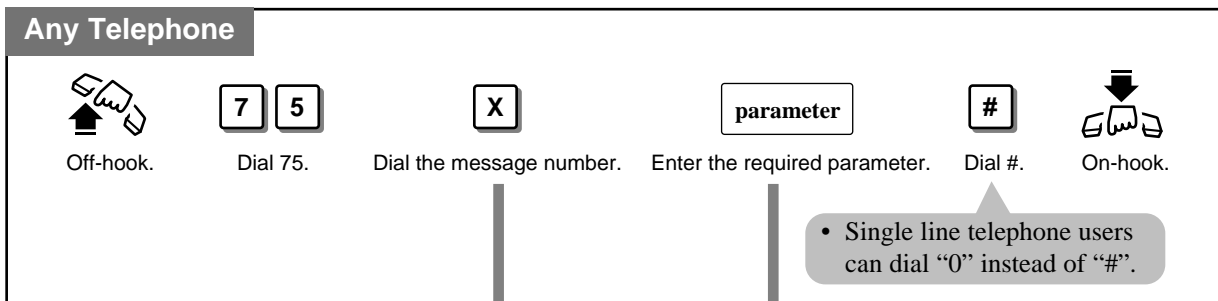 Any Telephone
7 5 X parameter #
Off-hook. Dial 75. Dial the message number. Enter the required parameter. Dial #. On-hook.
• Single line telephone users
can dial “0” instead of “#”.